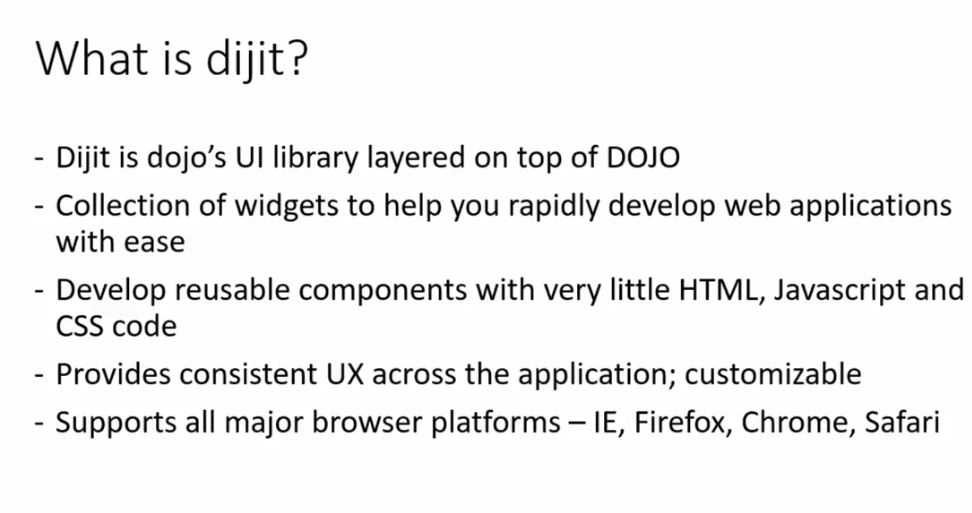 What is dijit?
- Dijit is dojo's UI library layered on top of DOJO
- Collection of widgets to help you rapidly develop web applications
with ease
- Develop reusable components with very little HTML, Javascript and
CSS code
- Provides consistent UX across the application; customizable
- Supports all major browser platforms – IE, Firefox, Chrome, Safari